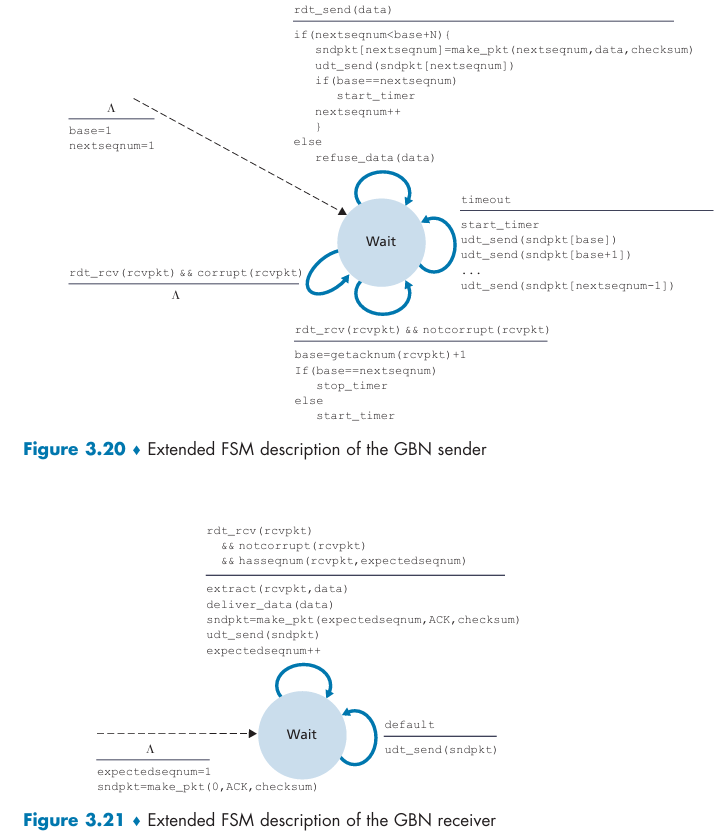 rdt_send(data)
if(nextseqnum<base+N){
sndpkt[nextseqnum]=make_pkt(nextseqnum,data,checksum)
udt_send(sndpkt[nextseqnum])
if(base==nextseqnum)
start_timer
nextseqnum++
}
else
refuse_data(data)
Λ
base=1
nextseqnum=1
Wait
timeout
start_timer
udt_send(sndpkt[base])
udt_send(sndpkt[base+1])
...
udt_send(sndpkt[nextseqnum-1])
rdt_rcv(rcvpkt) && corrupt(rcvpkt)
Λ
rdt_rcv(rcvpkt) && notcorrupt(rcvpkt)
base=getacknum(rcvpkt)+1
If(base==nextseqnum)
stop_timer
else
start_timer
Figure 3.20 ♦ Extended FSM description of the GBN sender
rdt_rcv(rcvpkt)
&& notcorrupt(rcvpkt)
&& hasseqnum(rcvpkt,expectedseqnum)
extract(rcvpkt,data)
deliver_data(data)
sndpkt=make_pkt(expectedseqnum,ACK,checksum)
udt_send(sndpkt)
expectedseqnum++
Wait
default
udt_send(sndpkt)
Λ
expectedseqnum=1
sndpkt=make_pkt(0,ACK,checksum)
Figure 3.21 ♦ Extended FSM description of the GBN receiver